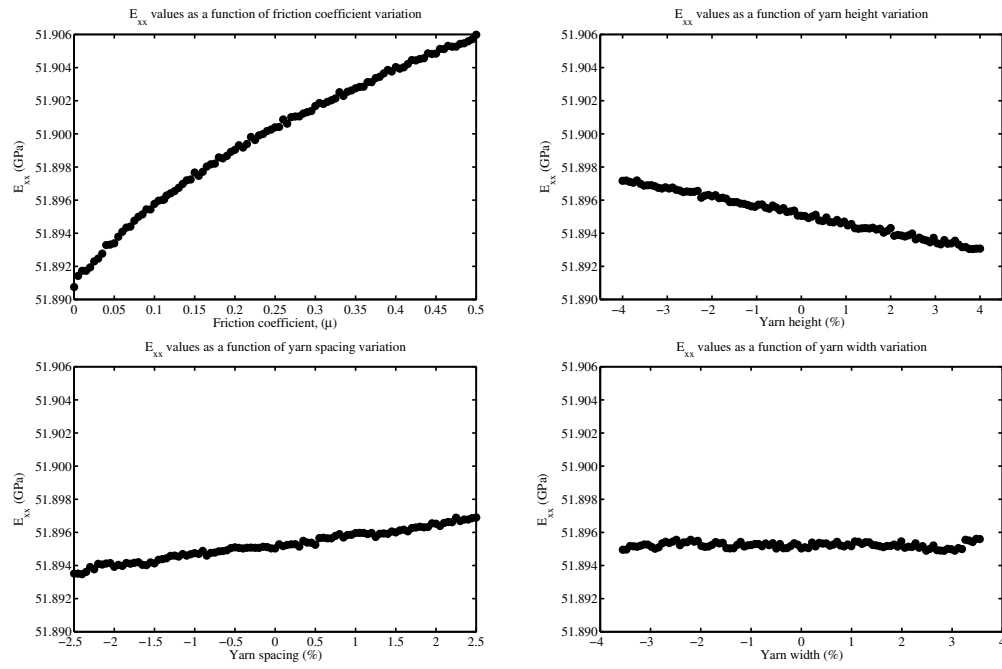 E_xx values as a function of friction coefficient variation
51.906
51.904
51.902
51.900
51.898
51.896
51.894
51.892
51.890
E_xx (GPa)
0 0.05 0.1 0.15 0.2 0.25 0.3 0.35 0.4 0.45 0.5
Friction coefficient, (μ)
E_xx values as a function of yarn height variation
51.906
51.904
51.902
51.900
51.898
51.896
51.894
51.892
51.890
E_xx (GPa)
−4 −3 −2 −1 0 1 2 3 4
Yarn height (%)
E_xx values as a function of yarn spacing variation
51.906
51.904
51.902
51.900
51.898
51.896
51.894
51.892
51.890
E_xx (GPa)
−2.5 −2 −1.5 −1 −0.5 0 0.5 1 1.5 2 2.5
Yarn spacing (%)
E_xx values as a function of yarn width variation
51.906
51.904
51.902
51.900
51.898
51.896
51.894
51.892
51.890
E_xx (GPa)
−4 −3 −2 −1 0 1 2 3 4
Yarn width (%)